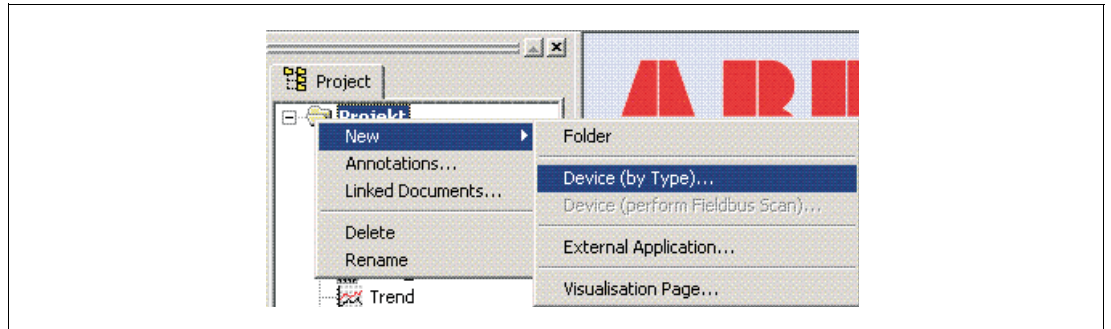 Project
Projekt
New
Folder
Annotations...
Device (by Type)...
Linked Documents...
Device (perform Fieldbus Scan)...
Delete
External Application...
Rename
Visualisation Page...
Trend